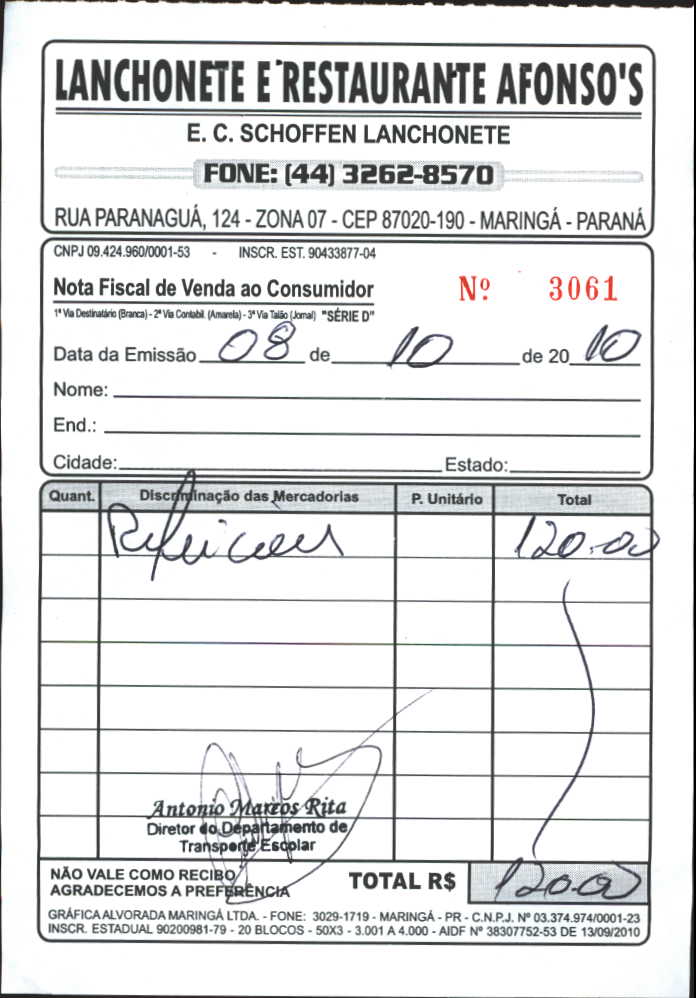 LANCHONETE E RESTAURANTE AFONSO'S
E. C. SCHOFFEN LANCHONETE
FONE: (44) 3262-8570
RUA PARANAGUÁ, 124 - ZONA 07 - CEP 87020-190 - MARINGÁ - PARANÁ
CNPJ 09.424.960/0001-53 - INSCR. EST. 90433877-04
Nota Fiscal de Venda ao Consumidor Nº 3061
1ª Via Destinatário (Branca) - 2ª Via Contabil. (Amarela) - 3ª Via Talão (Jornal) "SÉRIE D"
Data da Emissão 08 de 10 de 2010
Nome:
End.:
Cidade: Estado:
Quant. Discriminação das Mercadorias P. Unitário Total
Refeições 120.00
Antonio Marcos Rita
Diretor do Departamento de
Transporte Escolar
NÃO VALE COMO RECIBO
AGRADECEMOS A PREFERÊNCIA
TOTAL R$ 120.00
GRÁFICA ALVORADA MARINGÁ LTDA. - FONE: 3029-1719 - MARINGÁ - PR - C.N.P.J. Nº 03.374.974/0001-23
INSCR. ESTADUAL 90200981-79 - 20 BLOCOS - 50X3 - 3.001 A 4.000 - AIDF Nº 38307752-53 DE 13/09/2010